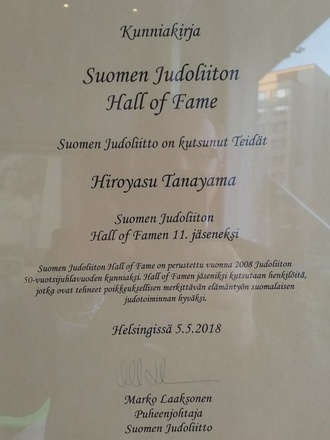 Kunniakirja
Suomen Judoliiton
Hall of Fame
Suomen Judoliitto on kutsunut Teidät
Hiroyasu Tanayama
Suomen Judoliiton
Hall of Famen 11. jäseneksi
Suomen Judoliiton Hall of Fame on perustettu vuonna 2008 Judoliiton
50-vuotisjuhlavuoden kunniaksi. Hall of Famen jäseniksi kutsutaan henkilöitä,
jotka ovat tehneet poikkeuksellisen merkittävän elämäntyön suomalaisen
judotoiminnan hyväksi.
Helsingissä 5.5.2018
Marko Laaksonen
Puheenjohtaja
Suomen Judoliitto